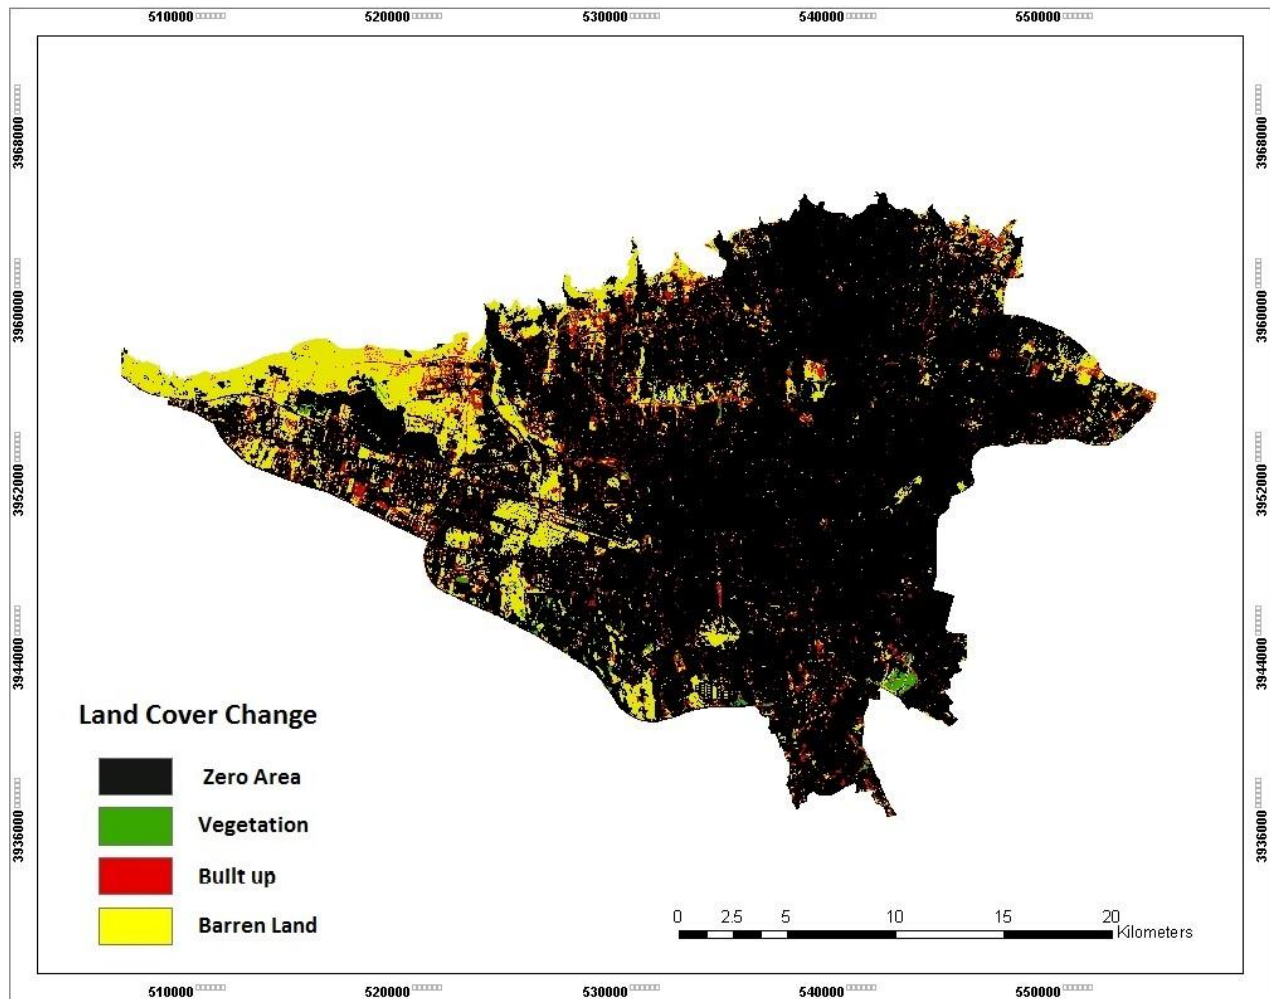 510000 520000 530000 540000 550000
3968000 3968000
3960000 3960000
3952000 3952000
3944000 3944000
3936000 3936000
Land Cover Change
Zero Area
Vegetation
Built up
Barren Land
0 2.5 5 10 15 20
Kilometers
510000 520000 530000 540000 550000